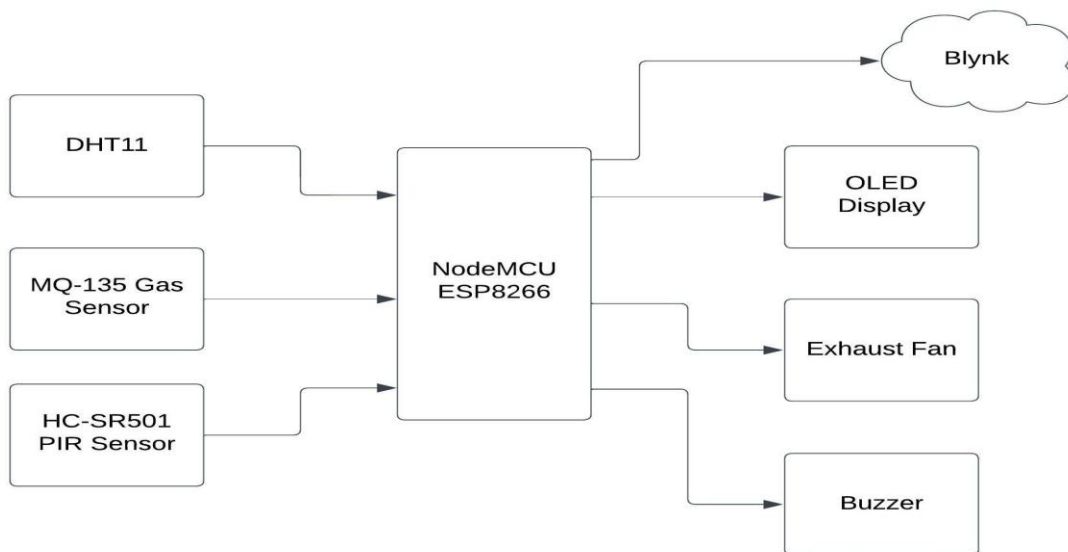 Blynk
DHT11
OLED
Display
MQ-135 Gas
Sensor
NodeMCU
ESP8266
Exhaust Fan
HC-SR501
PIR Sensor
Buzzer